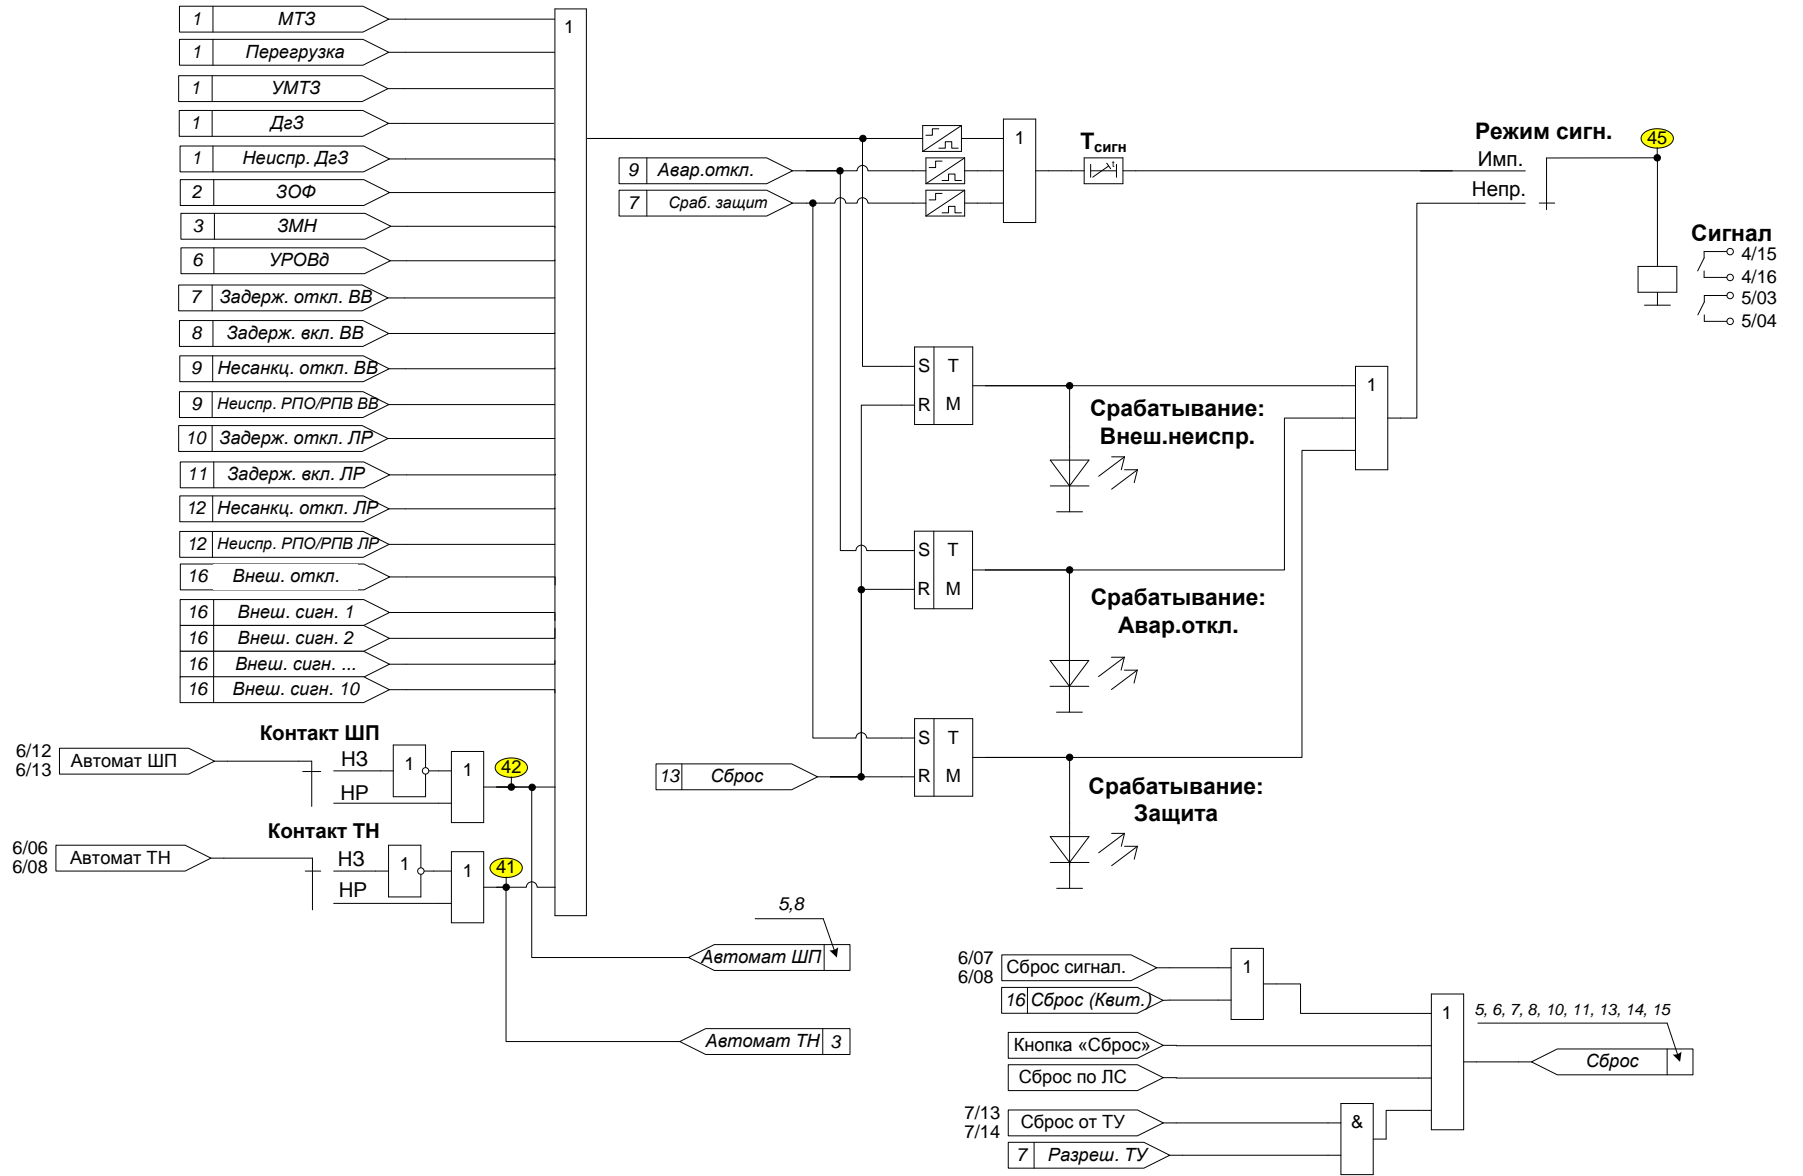 1 МТЗ
1 Перегрузка
1 УМТЗ
1 ДгЗ
1 Неиспр. ДгЗ
2 ЗОФ
3 ЗМН
6 УРОВд
7 Задерж. откл. ВВ
8 Задерж. вкл. ВВ
9 Несанкц. откл. ВВ
9 Неиспр. РПО/РПВ ВВ
10 Задерж. откл. ЛР
11 Задерж. вкл. ЛР
12 Несанкц. откл. ЛР
12 Неиспр. РПО/РПВ ЛР
16 Внеш. откл.
16 Внеш. сигн. 1
16 Внеш. сигн. 2
16 Внеш. сигн. ...
16 Внеш. сигн. 10
1
Контакт ШП
6/12
6/13
Автомат ШП
НЗ
НР
1
1
42
Контакт ТН
6/06
6/08
Автомат ТН
НЗ
НР
1
1
41
9 Авар.откл.
7 Сраб. защит
1
Тсигн
Режим сигн.
Имп.
Непр.
45
Сигнал
4/15
4/16
5/03
5/04
S T
R M
Срабатывание:
Внеш.неиспр.
1
S T
R M
Срабатывание:
Авар.откл.
13 Сброс
S T
R M
Срабатывание:
Защита
5,8
Автомат ШП
Автомат ТН 3
6/07
6/08
Сброс сигнал.
16 Сброс (Квит.)
1
Кнопка «Сброс»
Сброс по ЛС
7/13
7/14
Сброс от ТУ
7 Разреш. ТУ
&
1
5, 6, 7, 8, 10, 11, 13, 14, 15
Сброс